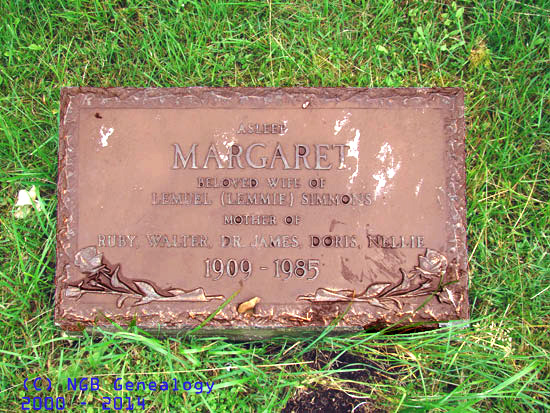 ASLEEP
MARGARET
BELOVED WIFE OF
LEMUEL (LEMMIE) SIMMONS
MOTHER OF
RUBY, WALTER, DR. JAMES, DORIS, NELLIE
1909 - 1985
(C) NGB Genealogy
2000 - 2014